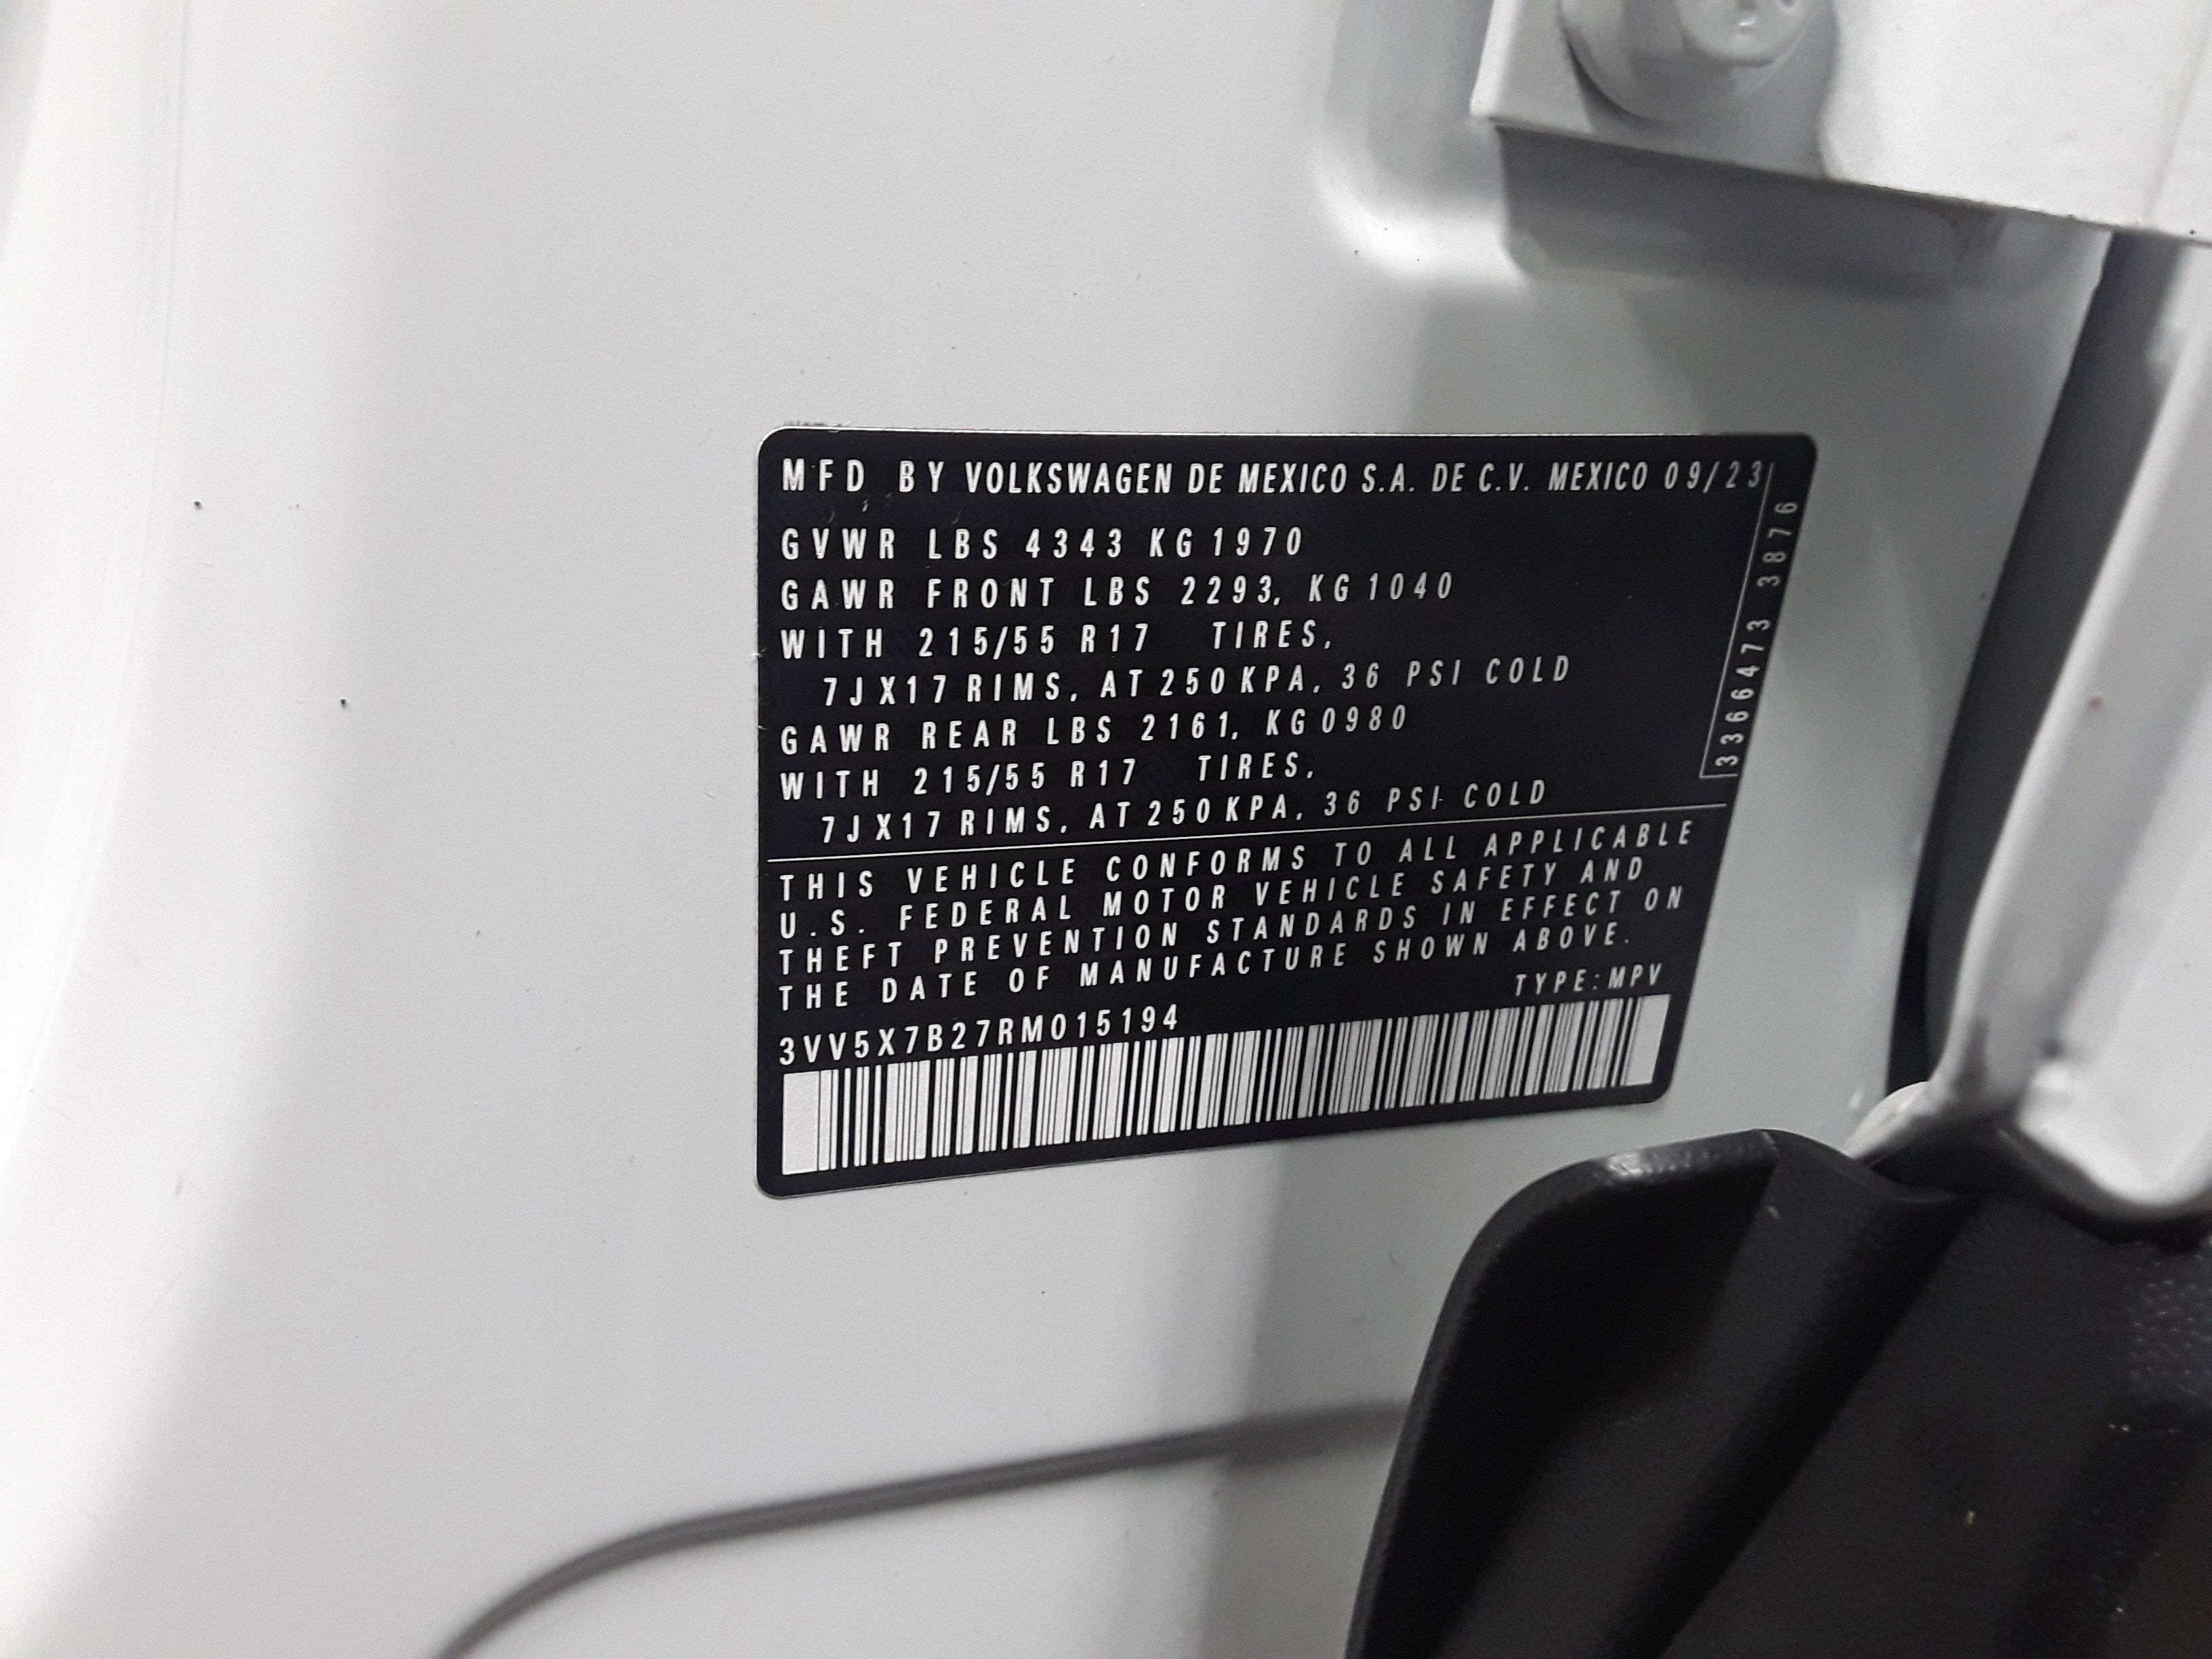 MFD BY VOLKSWAGEN DE MEXICO S.A. DE C.V. MEXICO 09/23
GVWR LBS 4343 KG 1970
GAWR FRONT LBS 2293, KG 1040
WITH 215/55 R17 TIRES,
7J X17 RIMS, AT 250 KPA, 36 PSI COLD
GAWR REAR LBS 2161, KG 0980
WITH 215/55 R17 TIRES,
7J X17 RIMS, AT 250 KPA, 36 PSI COLD
3366473 3876
THIS VEHICLE CONFORMS TO ALL APPLICABLE
U.S. FEDERAL MOTOR VEHICLE SAFETY AND
THEFT PREVENTION STANDARDS IN EFFECT ON
THE DATE OF MANUFACTURE SHOWN ABOVE.
TYPE:MPV
3VV5X7B27RM015194